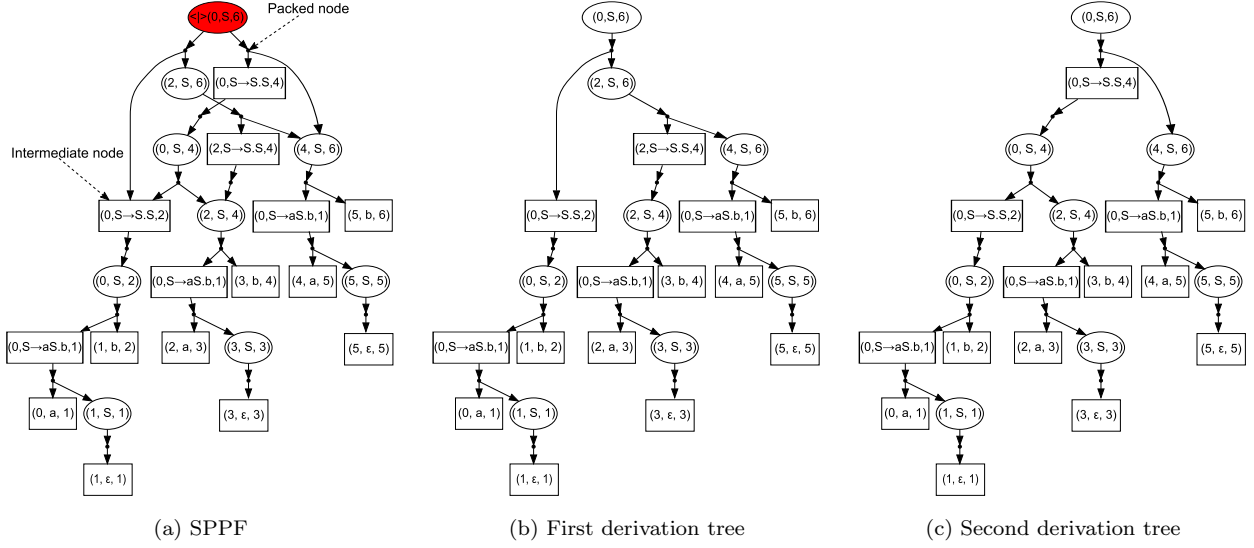 <|>(0,S,6)
Packed node
(2, S, 6)
(0,S→S.S,4)
(0, S, 4)
(2,S→S.S,4)
(4, S, 6)
Intermediate node
(0,S→S.S,2)
(2, S, 4)
(0,S→aS.b,1)
(5, b, 6)
(0, S, 2)
(0,S→aS.b,1)
(3, b, 4)
(4, a, 5)
(5, S, 5)
(0,S→aS.b,1)
(1, b, 2)
(2, a, 3)
(3, S, 3)
(5, ε, 5)
(0, a, 1)
(1, S, 1)
(3, ε, 3)
(1, ε, 1)
(a) SPPF
(0,S,6)
(2, S, 6)
(2,S→S.S,4)
(4, S, 6)
(0,S→S.S,2)
(2, S, 4)
(0,S→aS.b,1)
(5, b, 6)
(0, S, 2)
(0,S→aS.b,1)
(3, b, 4)
(4, a, 5)
(5, S, 5)
(0,S→aS.b,1)
(1, b, 2)
(2, a, 3)
(3, S, 3)
(5, ε, 5)
(0, a, 1)
(1, S, 1)
(3, ε, 3)
(1, ε, 1)
(b) First derivation tree
(0,S,6)
(0,S→S.S,4)
(0, S, 4)
(4, S, 6)
(0,S→S.S,2)
(2, S, 4)
(0,S→aS.b,1)
(5, b, 6)
(0, S, 2)
(0,S→aS.b,1)
(3, b, 4)
(4, a, 5)
(5, S, 5)
(0,S→aS.b,1)
(1, b, 2)
(2, a, 3)
(3, S, 3)
(5, ε, 5)
(0, a, 1)
(1, S, 1)
(3, ε, 3)
(1, ε, 1)
(c) Second derivation tree